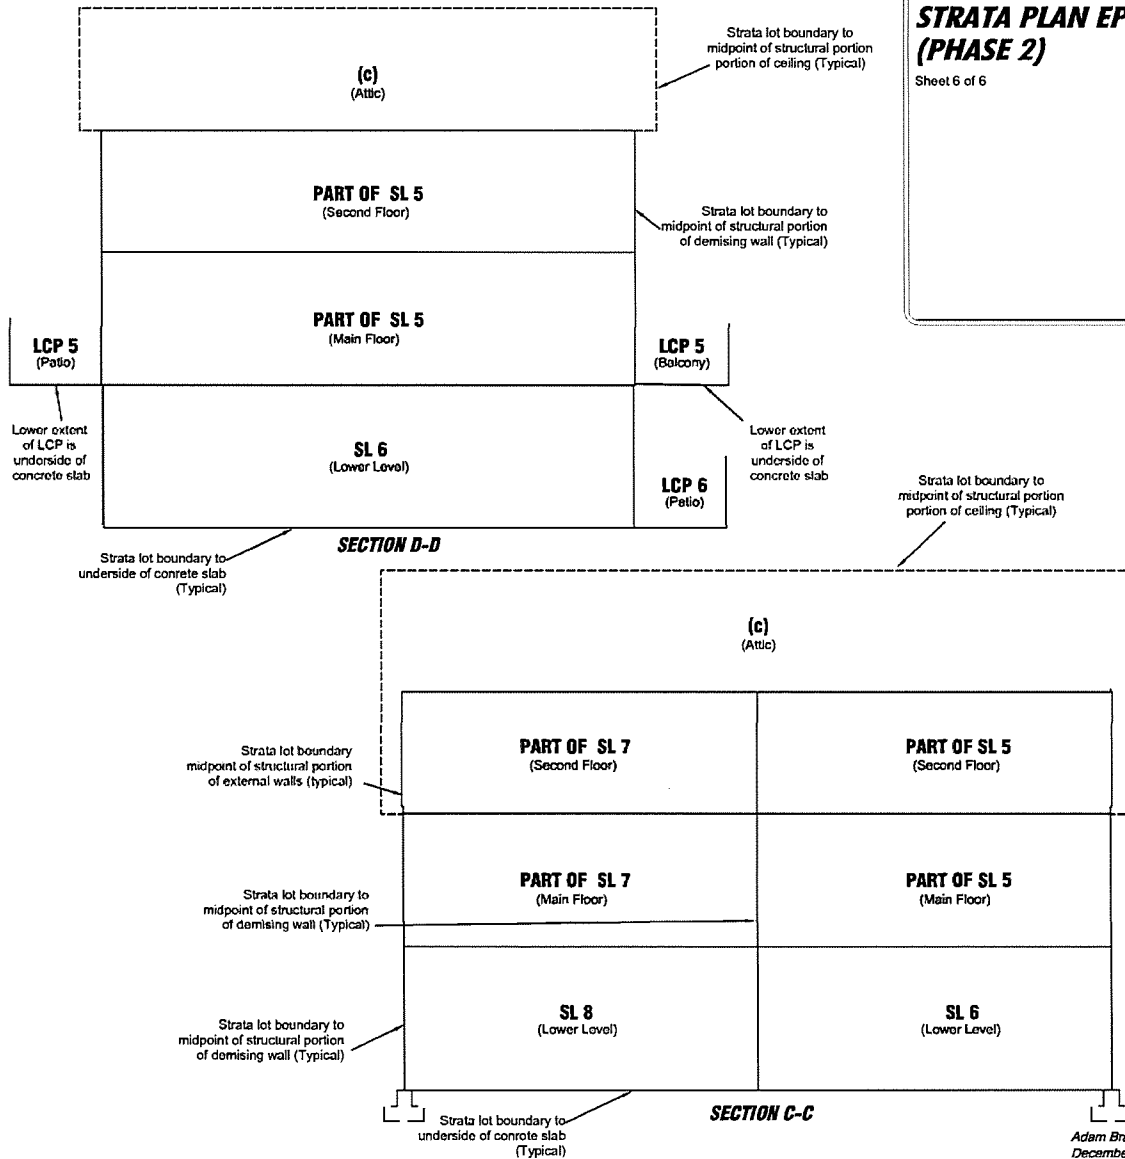 STRATA PLAN EP
(PHASE 2)
Sheet 6 of 6
Strata lot boundary to
midpoint of structural portion
portion of ceiling (Typical)
(c)
(Attic)
PART OF SL 5
(Second Floor)
Strata lot boundary to
midpoint of structural portion
of demising wall (Typical)
PART OF SL 5
(Main Floor)
LCP 5
(Patio)
LCP 5
(Balcony)
Lower extent
of LCP is
underside of
concrete slab
Lower extent
of LCP is
underside of
concrete slab
SL 6
(Lower Level)
LCP 6
(Patio)
SECTION D-D
Strata lot boundary to
underside of conrete slab
(Typical)
Strata lot boundary to
midpoint of structural portion
portion of ceiling (Typical)
(c)
(Attic)
Strata lot boundary
midpoint of structural portion
of external walls (typical)
PART OF SL 7
(Second Floor)
PART OF SL 5
(Second Floor)
Strata lot boundary to
midpoint of structural portion
of demising wall (Typical)
PART OF SL 7
(Main Floor)
PART OF SL 5
(Main Floor)
Strata lot boundary to
midpoint of structural portion
of demising wall (Typical)
SL 8
(Lower Level)
SL 6
(Lower Level)
SECTION C-C
Strata lot boundary to
underside of conrete slab
(Typical)
Adam Bra
Decembe